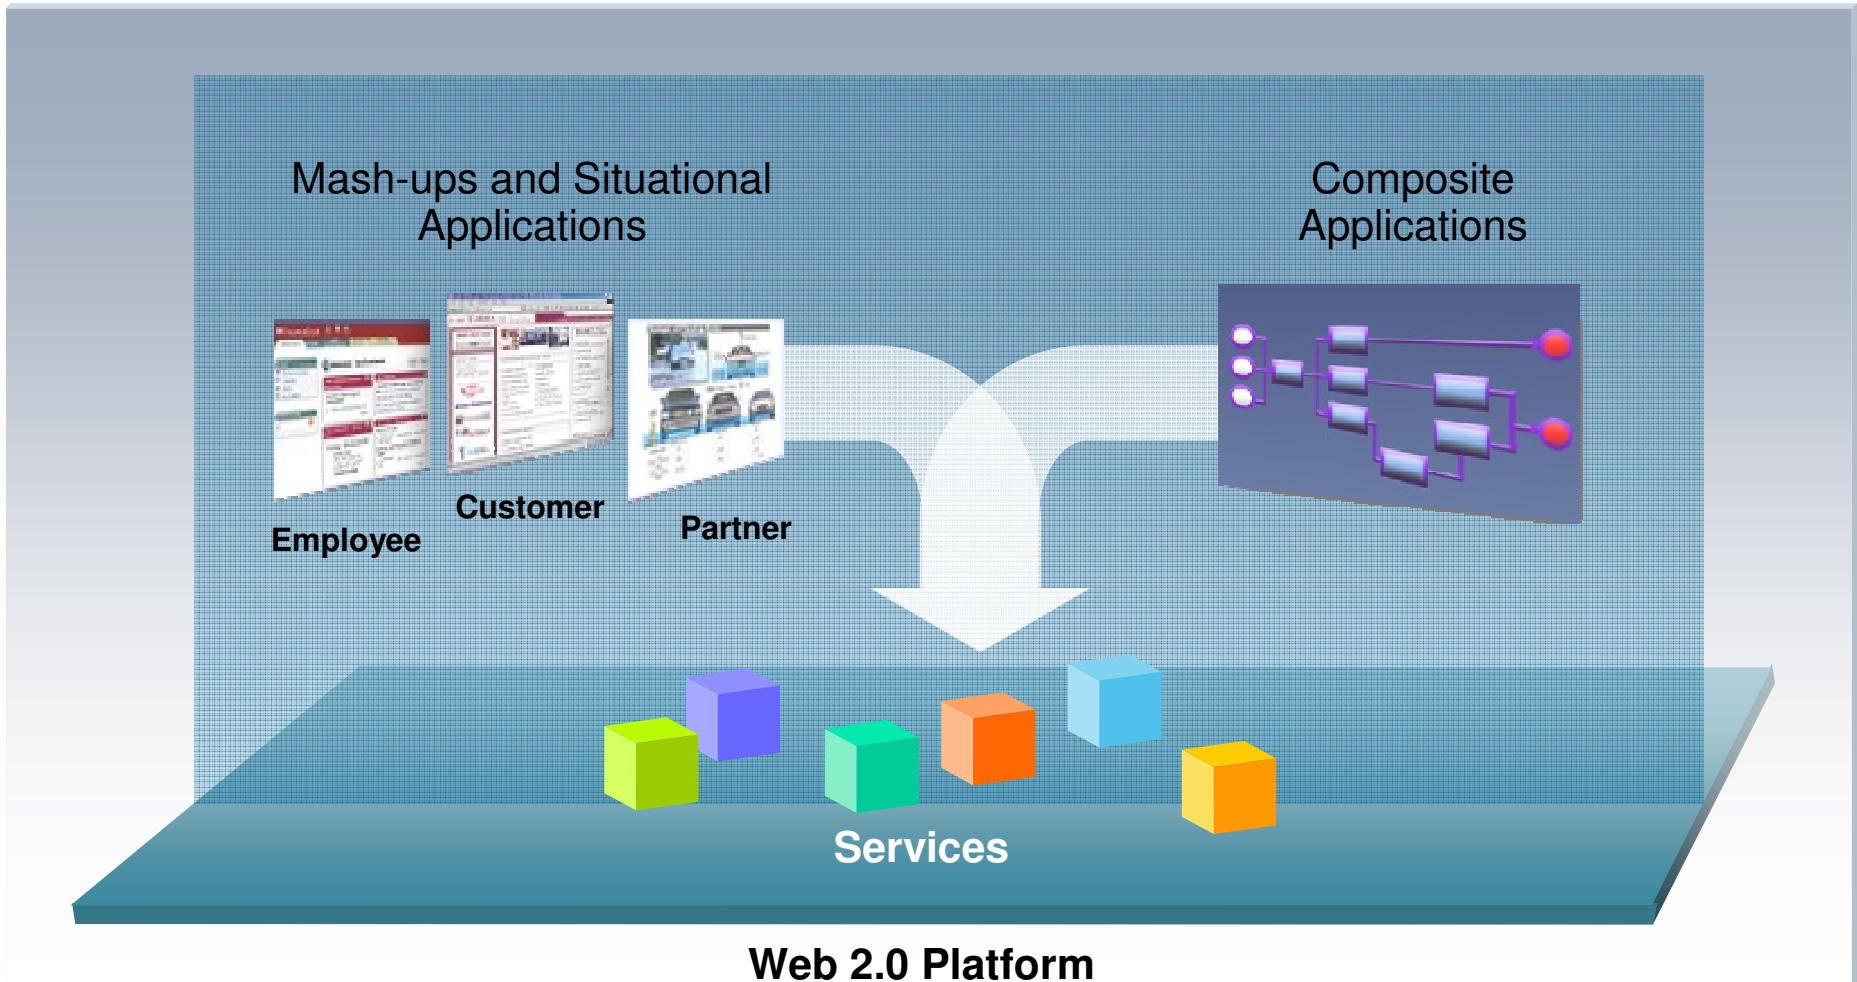 Mash-ups and Situational
Applications
Composite
Applications
Employee
Customer
Partner
Services
Web 2.0 Platform